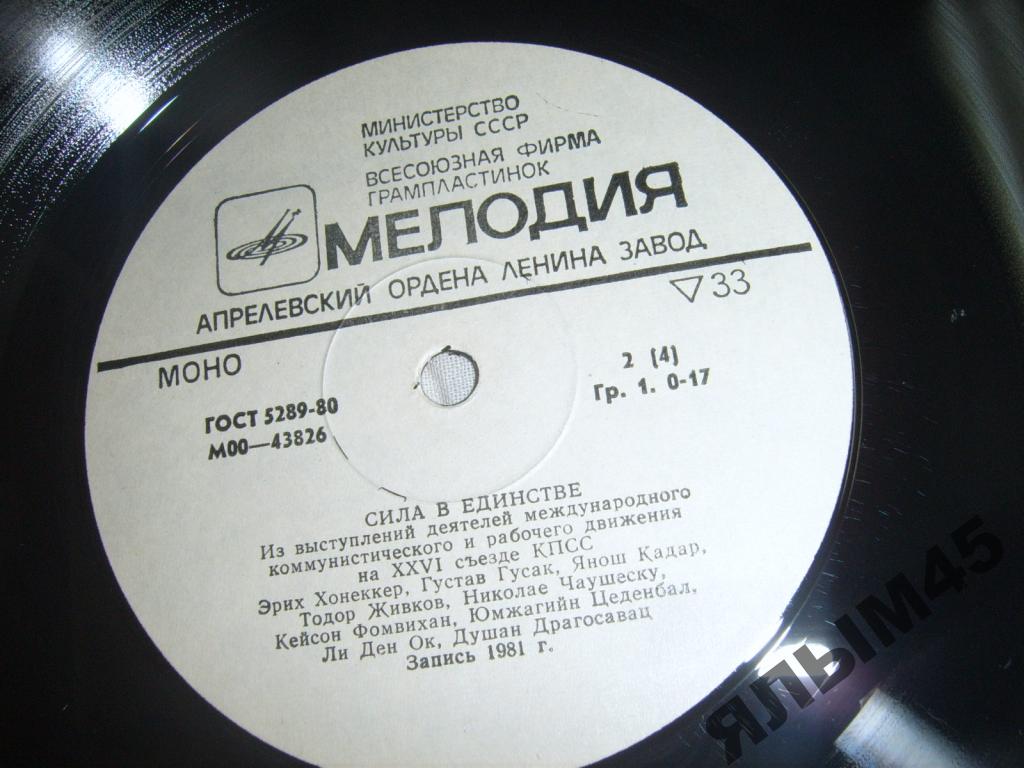 МИНИСТЕРСТВО
КУЛЬТУРЫ СССР
ВСЕСОЮЗНАЯ ФИРМА
ГРАМПЛАСТИНОК
МЕЛОДИЯ
АПРЕЛЕВСКИЙ ОРДЕНА ЛЕНИНА ЗАВОД
МОНО
33
ГОСТ 5289-80
М00—43826
2 (4)
Гр. 1. 0-17
СИЛА В ЕДИНСТВЕ
Из выступлений деятелей международного
коммунистического и рабочего движения
на XXVI съезде КПСС
Эрих Хонеккер, Густав Гусак, Янош Кадар,
Тодор Живков, Николае Чаушеску,
Кейсон Фомвихан, Юмжагийн Цеденбал,
Ли Ден Ок, Душан Драгосавац
Запись 1981 г.
ЯЛЫМ45